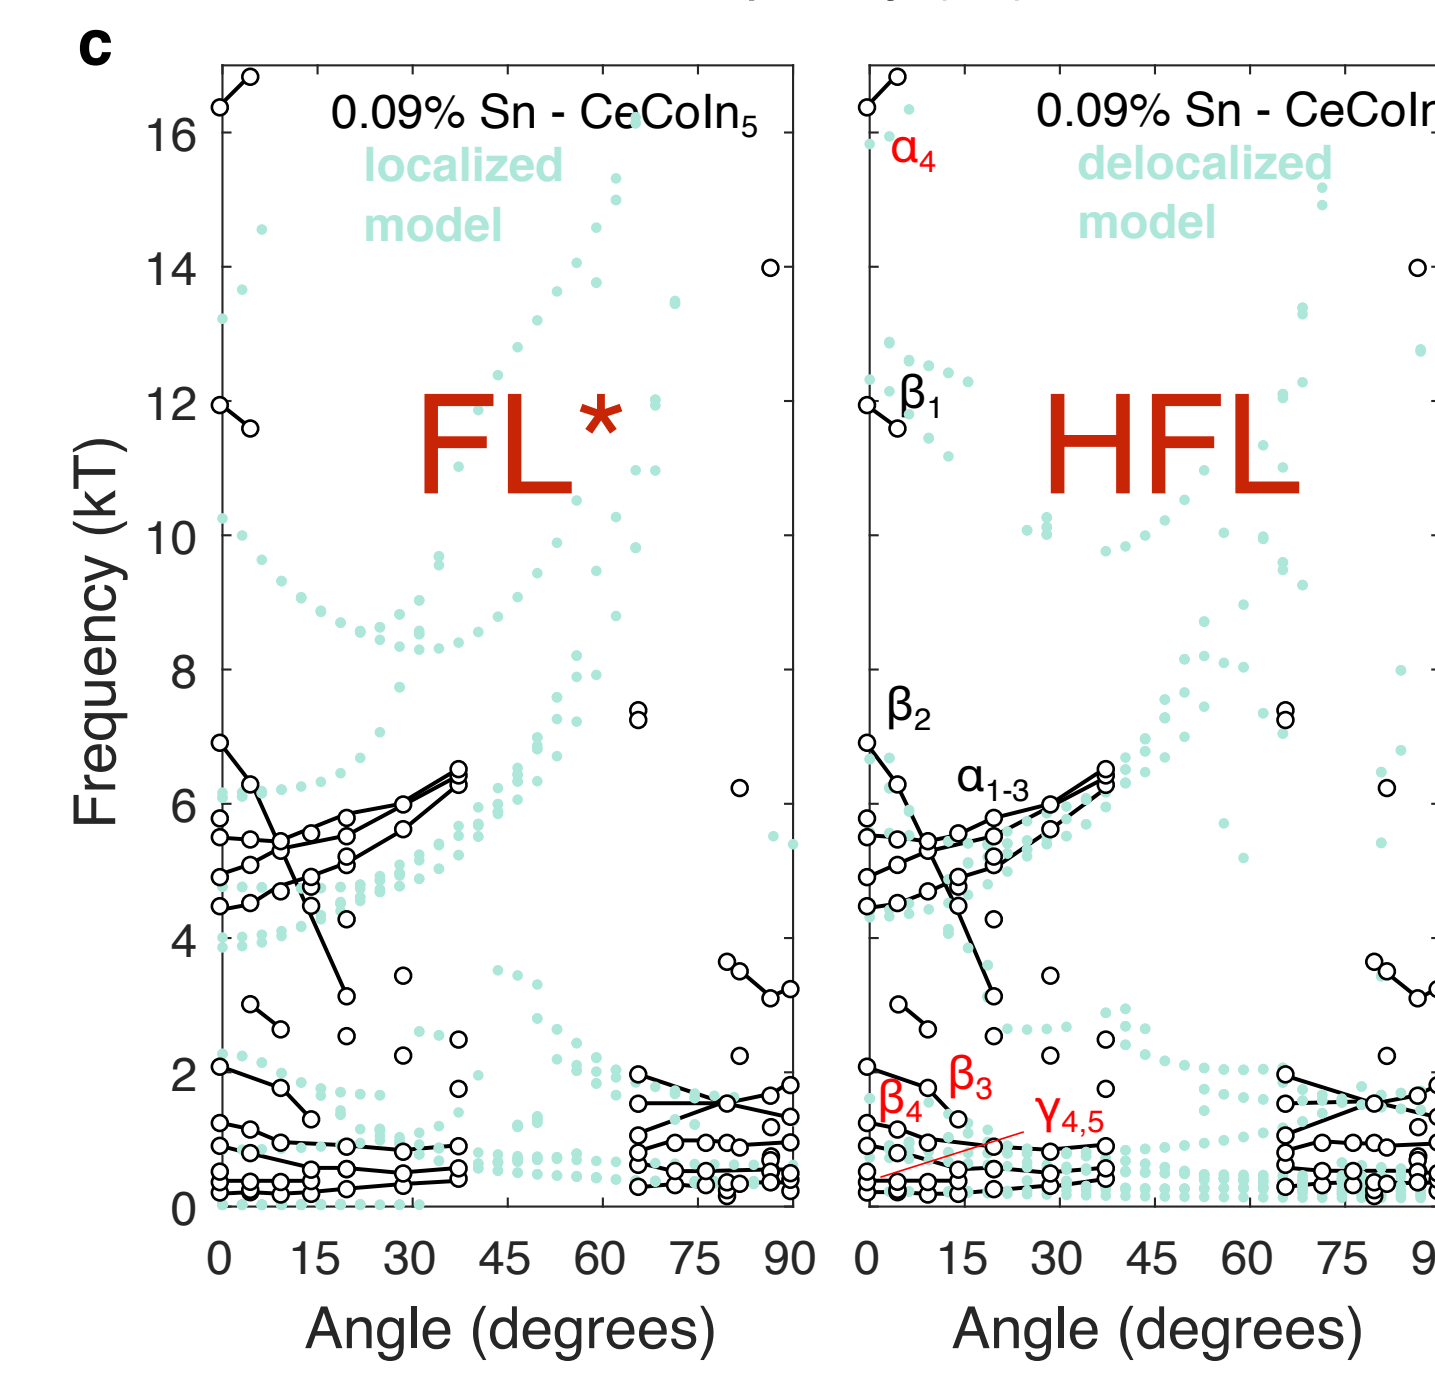 c
0.09% Sn - CeCoIn5
localized
model
FL*
16
14
12
10
8
6
4
2
0
Frequency (kT)
0 15 30 45 60 75 90
Angle (degrees)
0.09% Sn - CeCoIn
delocalized
model
HFL
α4
β1
β2
α1-3
β3
β4
γ4,5
0 15 30 45 60 75 9
Angle (degrees)